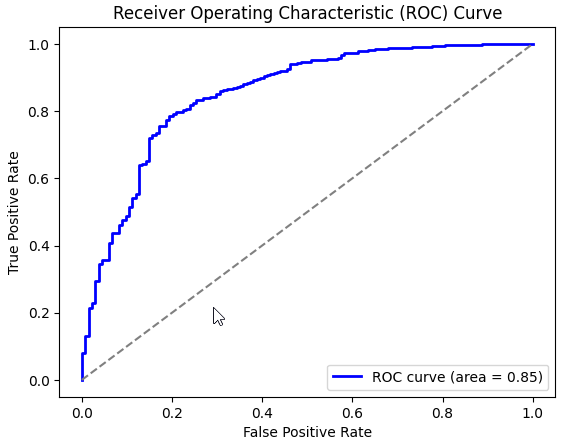 Receiver Operating Characteristic (ROC) Curve
True Positive Rate
1.0
0.8
0.6
0.4
0.2
0.0
ROC curve (area = 0.85)
0.0 0.2 0.4 0.6 0.8 1.0
False Positive Rate